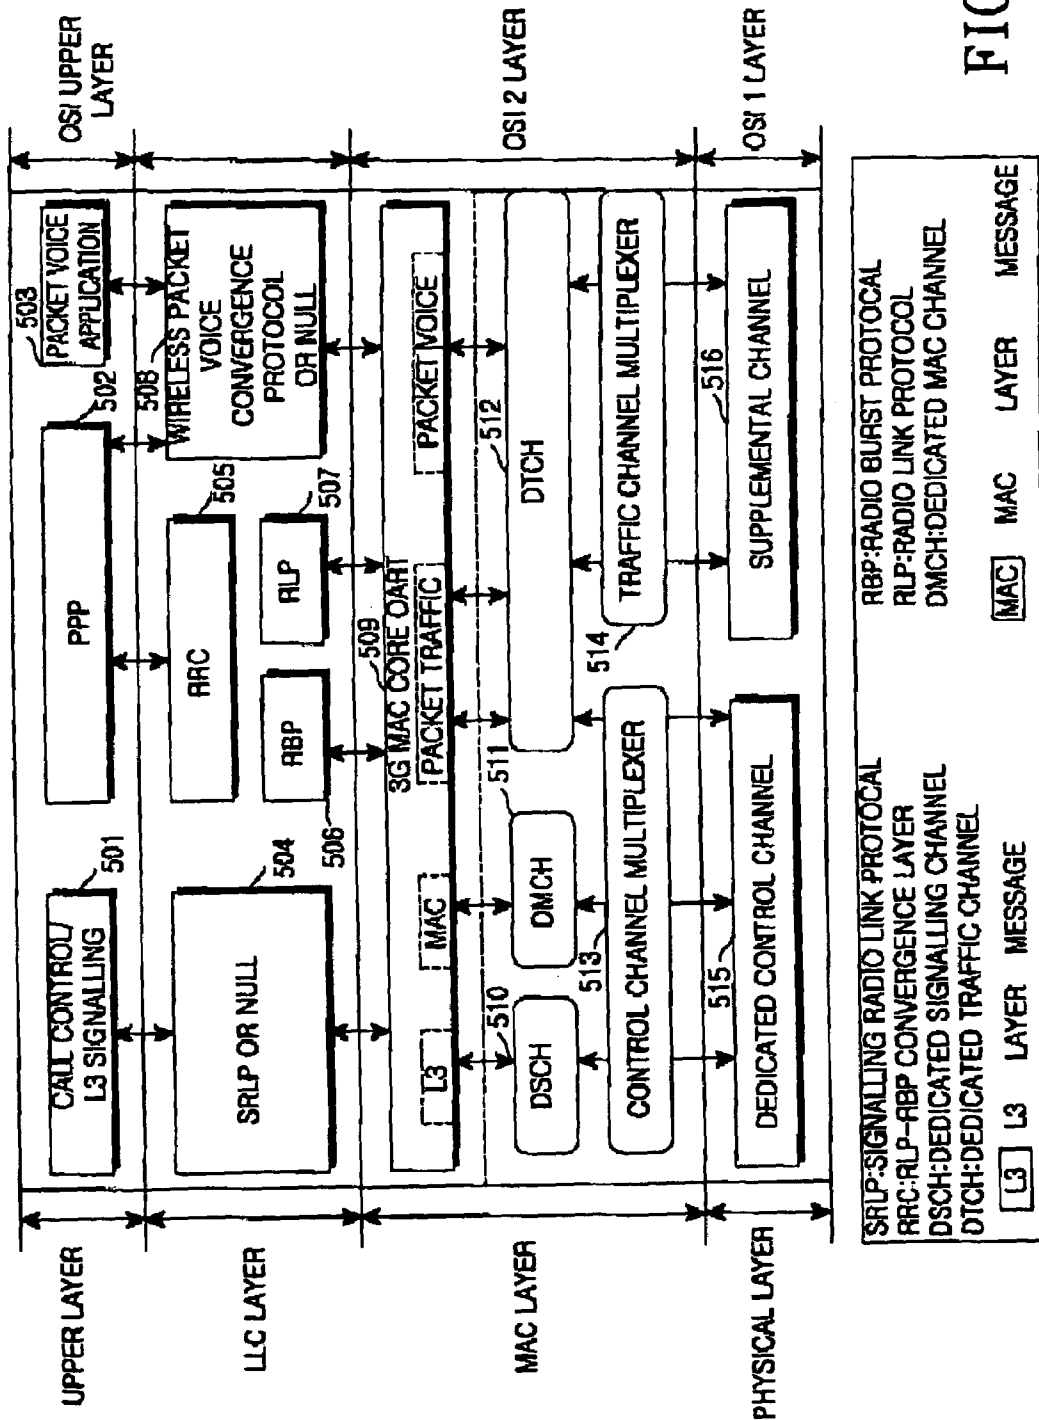 UPPER LAYER
LLC LAYER
MAC LAYER
PHYSICAL LAYER
CALL CONTROL/
L3 SIGNALLING
501
PPP
502
503
PACKET VOICE
APPLICATION
OSI UPPER
LAYER
SRLP OR NULL
504
RRC
505
RBP
506
RLP
507
508
WIRELESS PACKET
VOICE
CONVERGENCE
PROTOCOL
OR NULL
3G MAC CORE OART
509
L3
MAC
PACKET TRAFFIC
PACKET VOICE
DSCH
510
DMCH
511
DTCH
512
OSI 2 LAYER
CONTROL CHANNEL MULTIPLEXER
513
TRAFFIC CHANNEL MULTIPLEXER
514
DEDICATED CONTROL CHANNEL
515
SUPPLEMENTAL CHANNEL
516
OSI 1 LAYER
SRLP:SIGNALLING RADIO LINK PROTOCAL
RRC:RLP-RBP CONVERGENCE LAYER
DSCH:DEDICATED SIGNALLING CHANNEL
DTCH:DEDICATED TRAFFIC CHANNEL
L3 L3 LAYER MESSAGE
RBP:RADIO BURST PROTOCAL
RLP:RADIO LINK PROTOCOL
DMCH:DEDICATED MAC CHANNEL
MAC MAC LAYER MESSAGE